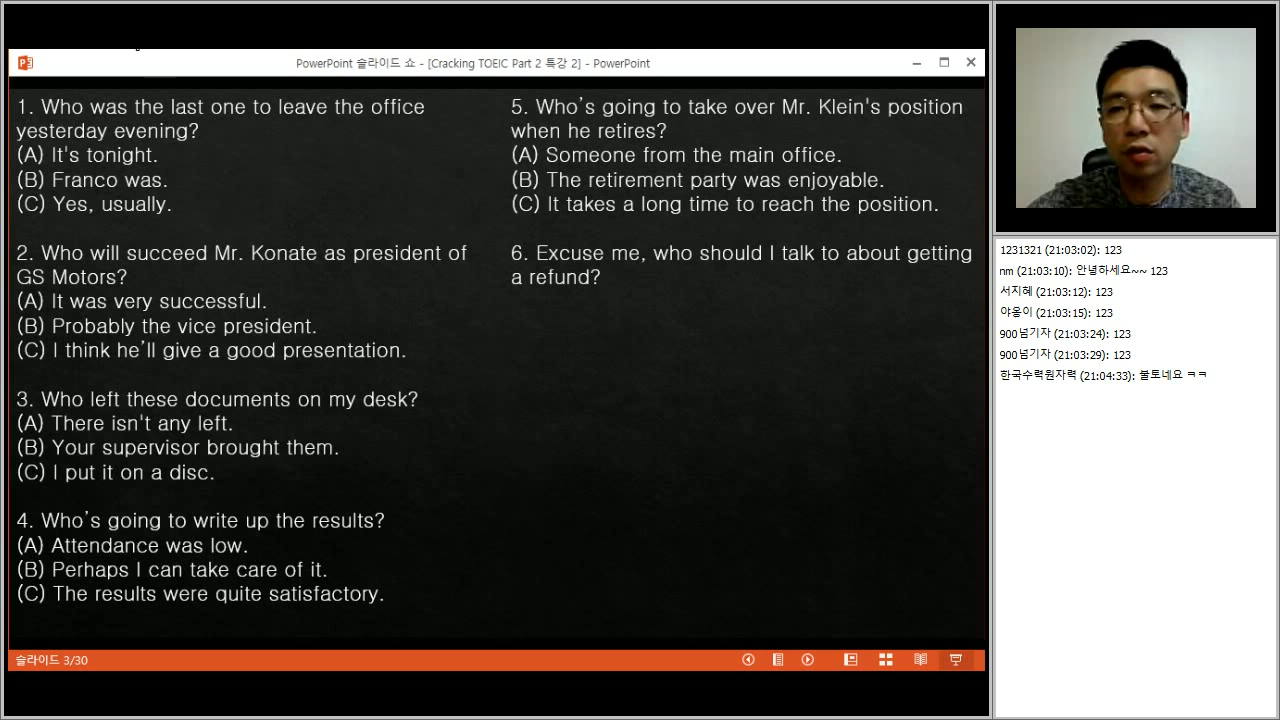 PowerPoint 슬라이드 쇼 - [Cracking TOEIC Part 2 특강 2] - PowerPoint
1. Who was the last one to leave the office
yesterday evening?
(A) It's tonight.
(B) Franco was.
(C) Yes, usually.
2. Who will succeed Mr. Konate as president of
GS Motors?
(A) It was very successful.
(B) Probably the vice president.
(C) I think he'll give a good presentation.
3. Who left these documents on my desk?
(A) There isn't any left.
(B) Your supervisor brought them.
(C) I put it on a disc.
4. Who's going to write up the results?
(A) Attendance was low.
(B) Perhaps I can take care of it.
(C) The results were quite satisfactory.
5. Who's going to take over Mr. Klein's position
when he retires?
(A) Someone from the main office.
(B) The retirement party was enjoyable.
(C) It takes a long time to reach the position.
6. Excuse me, who should I talk to about getting
a refund?
슬라이드 3/30
1231321 (21:03:02): 123
nm (21:03:10): 안녕하세요~~ 123
서지혜 (21:03:12): 123
야옹이 (21:03:15): 123
900넘기자 (21:03:24): 123
900넘기자 (21:03:29): 123
한국수력원자력 (21:04:33): 불토네요 ㅋㅋ